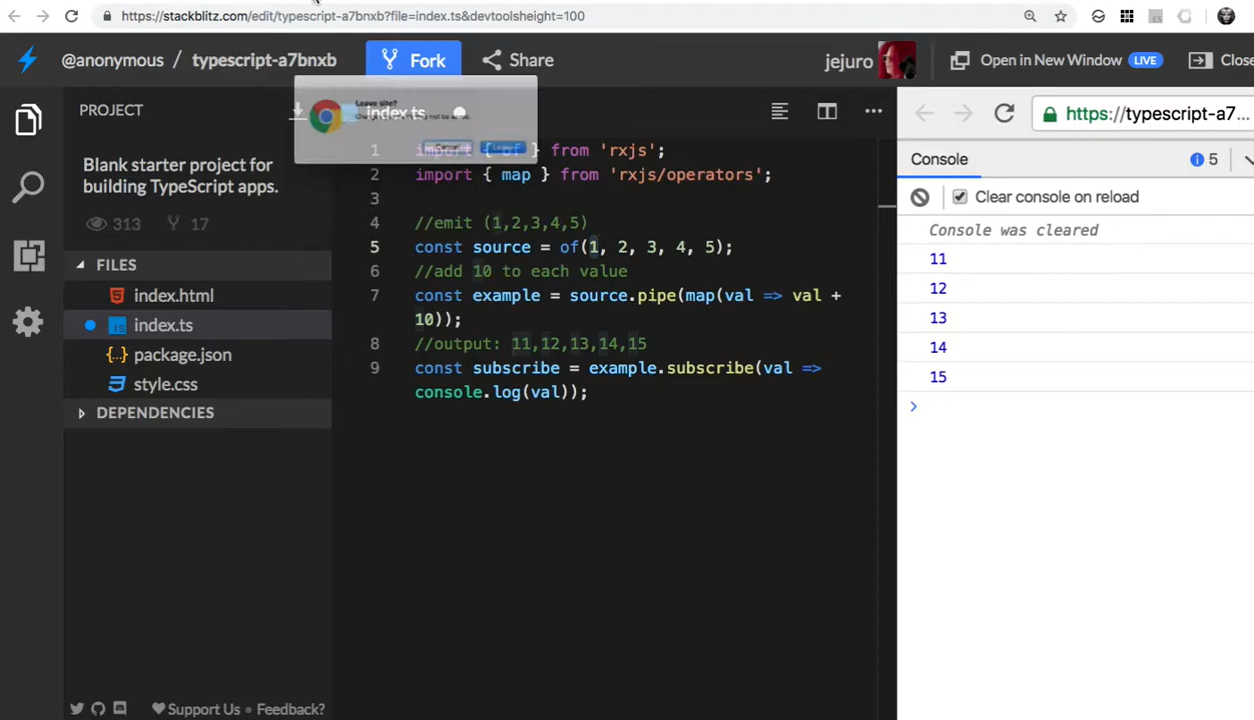 https://stackblitz.com/edit/typescript-a7bnxb?file=index.ts&devtoolsheight=100
@anonymous / typescript-a7bnxb Fork Share jejuro Open in New Window LIVE Close
PROJECT
Blank starter project for
building TypeScript apps.
313 17
FILES
index.html
index.ts
package.json
style.css
DEPENDENCIES
Support Us • Feedback?
Leave site?
index.ts
1 import { of } from 'rxjs';
2 import { map } from 'rxjs/operators';
3
4 //emit (1,2,3,4,5)
5 const source = of(1, 2, 3, 4, 5);
6 //add 10 to each value
7 const example = source.pipe(map(val => val +
10));
8 //output: 11,12,13,14,15
9 const subscribe = example.subscribe(val =>
console.log(val));
https://typescript-a7...
Console 5
Clear console on reload
Console was cleared
11
12
13
14
15